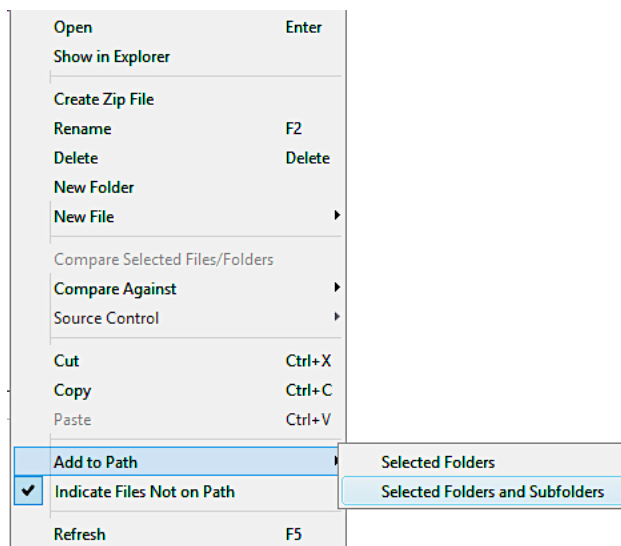 Open Enter
Show in Explorer
Create Zip File
Rename F2
Delete Delete
New Folder
New File
Compare Selected Files/Folders
Compare Against
Source Control
Cut Ctrl+X
Copy Ctrl+C
Paste Ctrl+V
Add to Path Selected Folders
Indicate Files Not on Path Selected Folders and Subfolders
Refresh F5